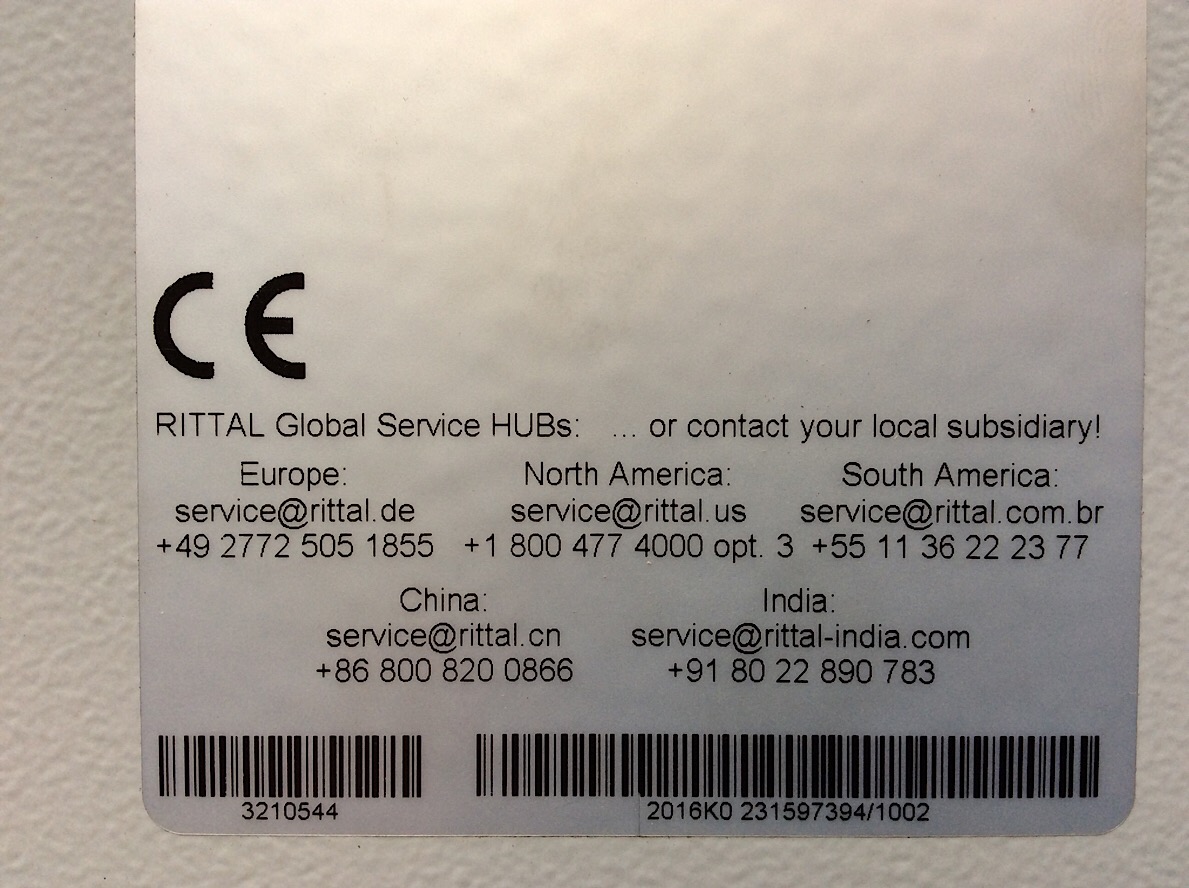 CE
RITTAL Global Service HUBs: ... or contact your local subsidiary!
Europe: North America: South America:
service@rittal.de service@rittal.us service@rittal.com.br
+49 2772 505 1855 +1 800 477 4000 opt. 3 +55 11 36 22 23 77
China: India:
service@rittal.cn service@rittal-india.com
+86 800 820 0866 +91 80 22 890 783
3210544 2016K0 231597394/1002